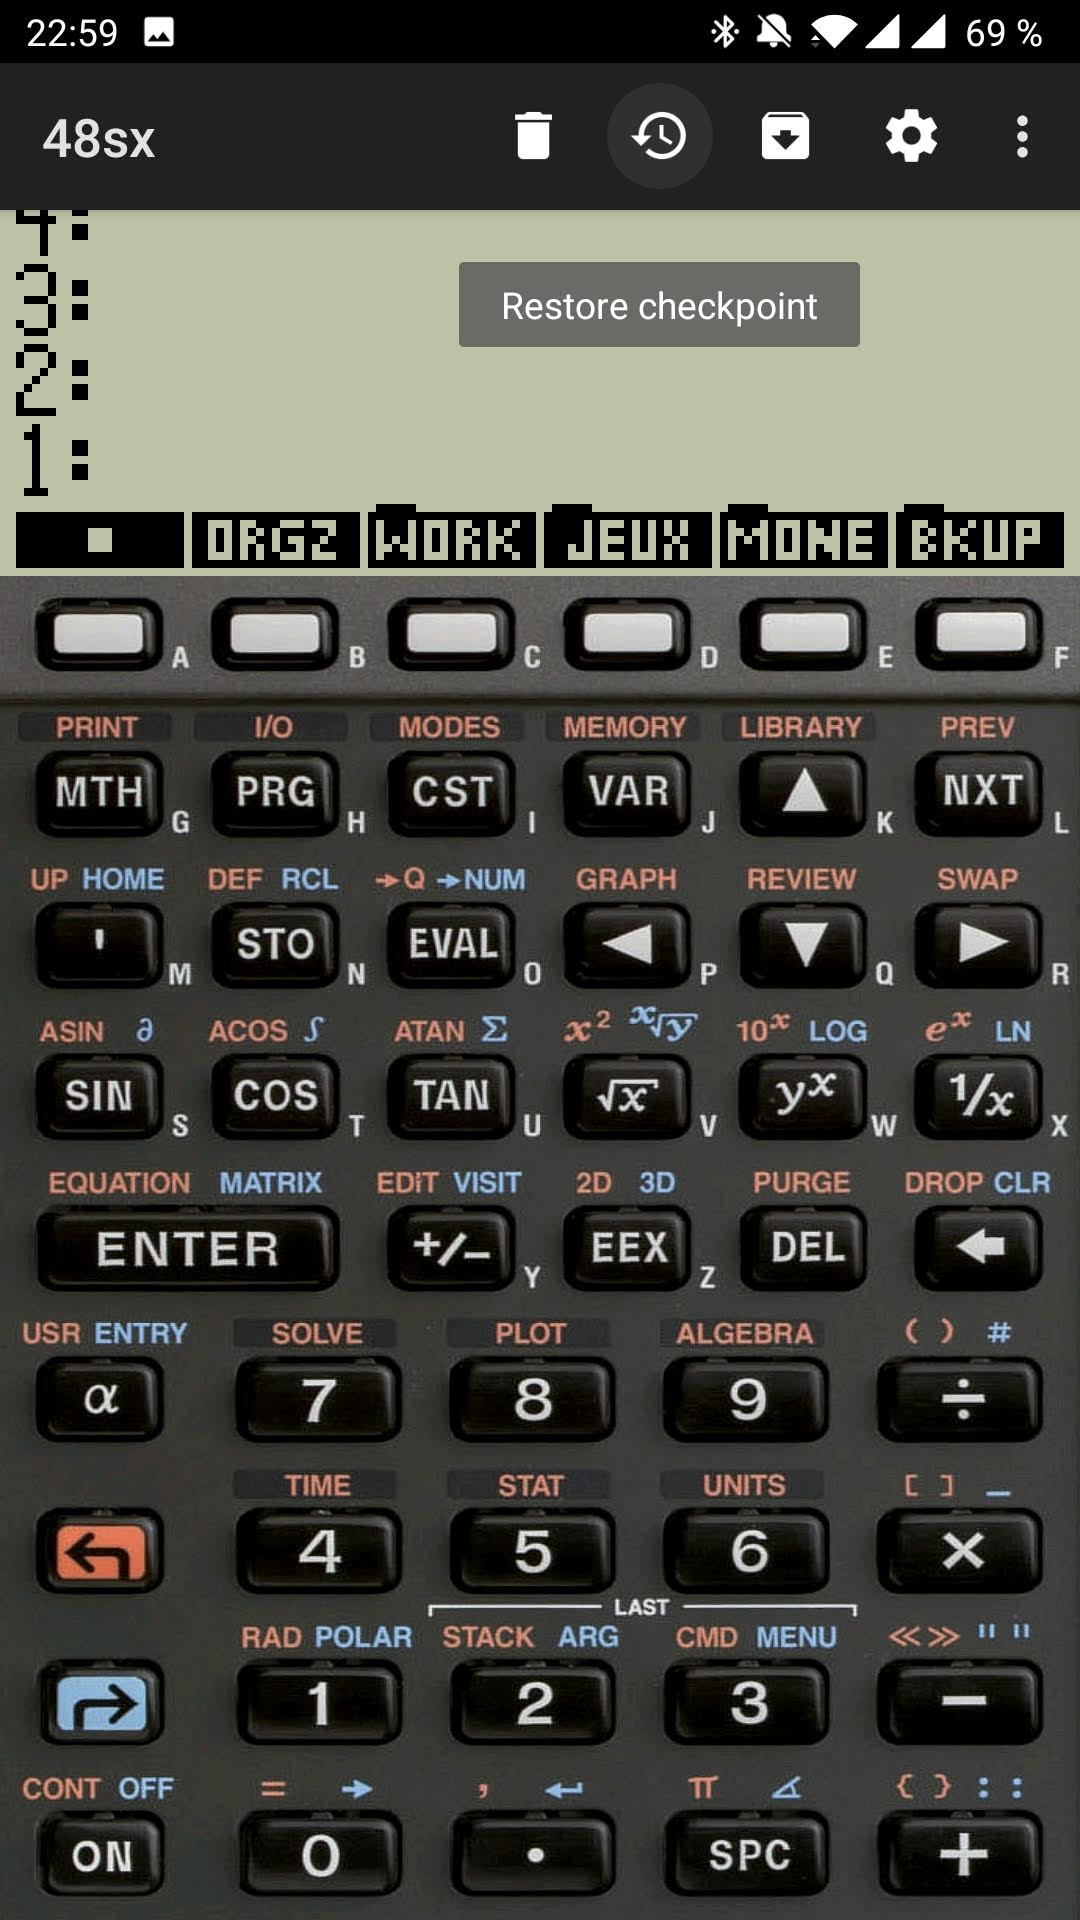 22:59 69 %
48sx
4:
3:
Restore checkpoint
2:
1:
ORGZ WORK JEUX MONE BKUP
A B C D E F
PRINT I/O MODES MEMORY LIBRARY PREV
MTH PRG CST VAR ▲ NXT
G H I J K L
UP HOME DEF RCL →Q →NUM GRAPH REVIEW SWAP
' STO EVAL ◀ ▼ ▶
M N O P Q R
ASIN ∂ ACOS ∫ ATAN Σ x² ˣ√y 10ˣ LOG eˣ LN
SIN COS TAN √x yˣ 1/x
S T U V W X
EQUATION MATRIX EDIT VISIT 2D 3D PURGE DROP CLR
ENTER +/− EEX DEL ←
Y Z
USR ENTRY SOLVE PLOT ALGEBRA ( ) #
α 7 8 9 ÷
TIME STAT UNITS [ ] _
4 5 6 ×
LAST
RAD POLAR STACK ARG CMD MENU ≪≫ " "
1 2 3 −
CONT OFF = → , ↵ π ∡ { } : :
ON 0 . SPC +